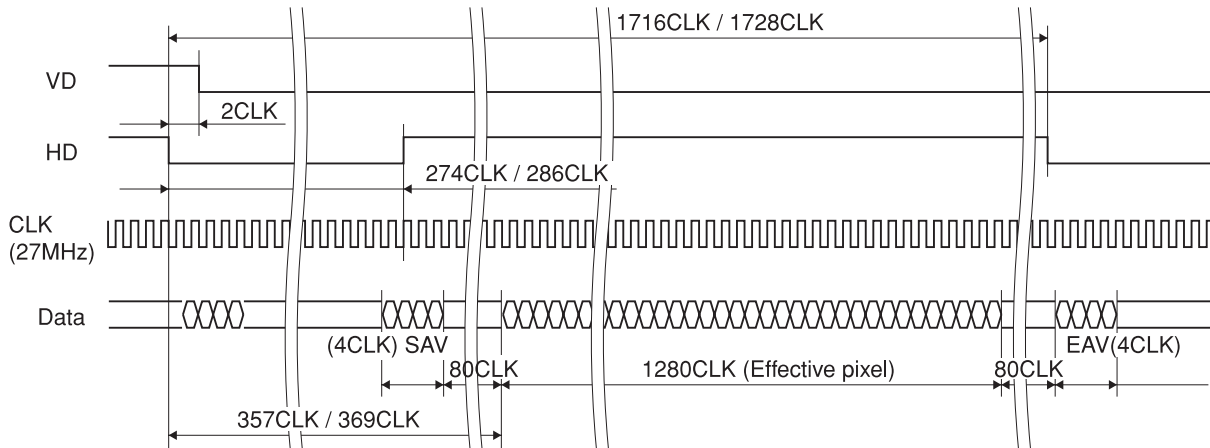 1716CLK / 1728CLK
VD
2CLK
HD
274CLK / 286CLK
CLK
(27MHz)
Data
(4CLK) SAV
EAV(4CLK)
80CLK
1280CLK (Effective pixel)
80CLK
357CLK / 369CLK